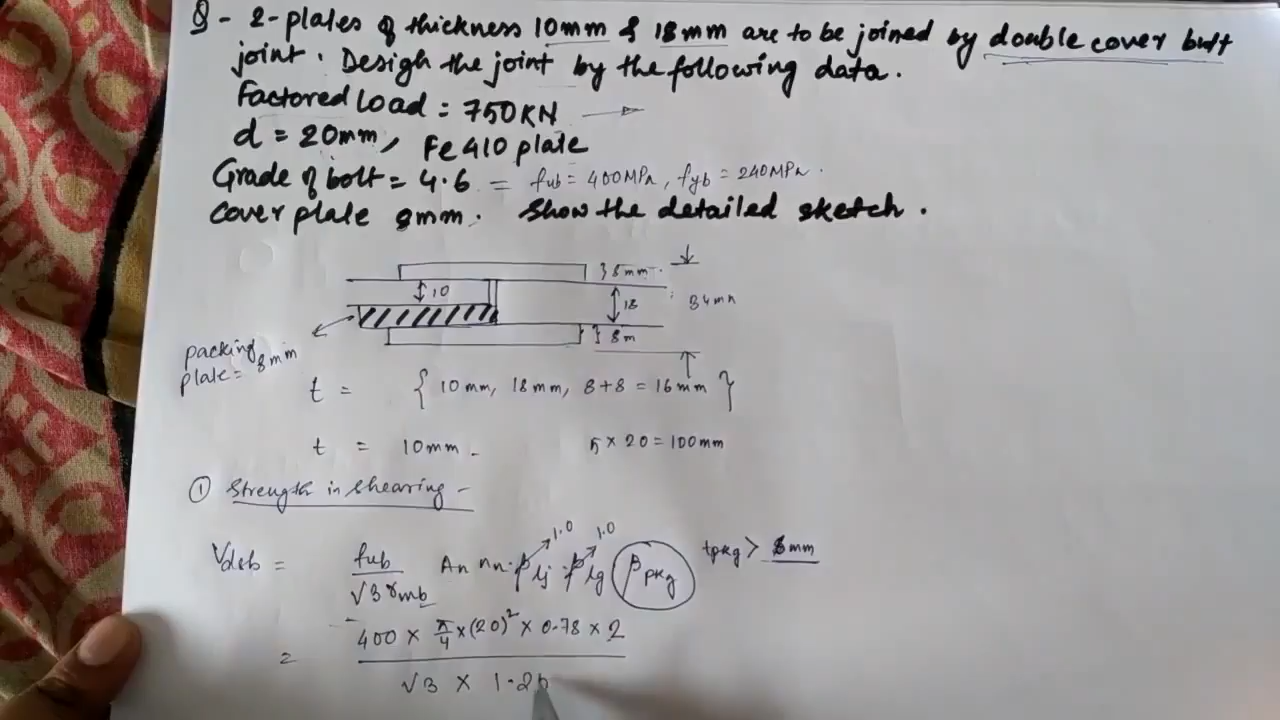 Q - 2-plates of thickness 10mm & 18mm are to be joined by double cover butt
joint. Design the joint by the following data.
Factored load = 750KN
d = 20mm, Fe 410 plate
Grade of bolt = 4.6 = fub = 400MPa, fyb = 240MPa.
Cover plate 8mm. Show the detailed sketch.
10
8mm
18
34mm
8m
packing
plate = 8mm
t = { 10mm, 18mm, 8+8 = 16mm }
t = 10mm. 5 × 20 = 100mm
① Strength in shearing -
1.0 1.0
Vdsb = fub / √3 γmb An nn. βlj . βlg βpkg tpkg > 6mm
= 400 × π/4 × (20)² × 0.78 × 2 / √3 × 1.25